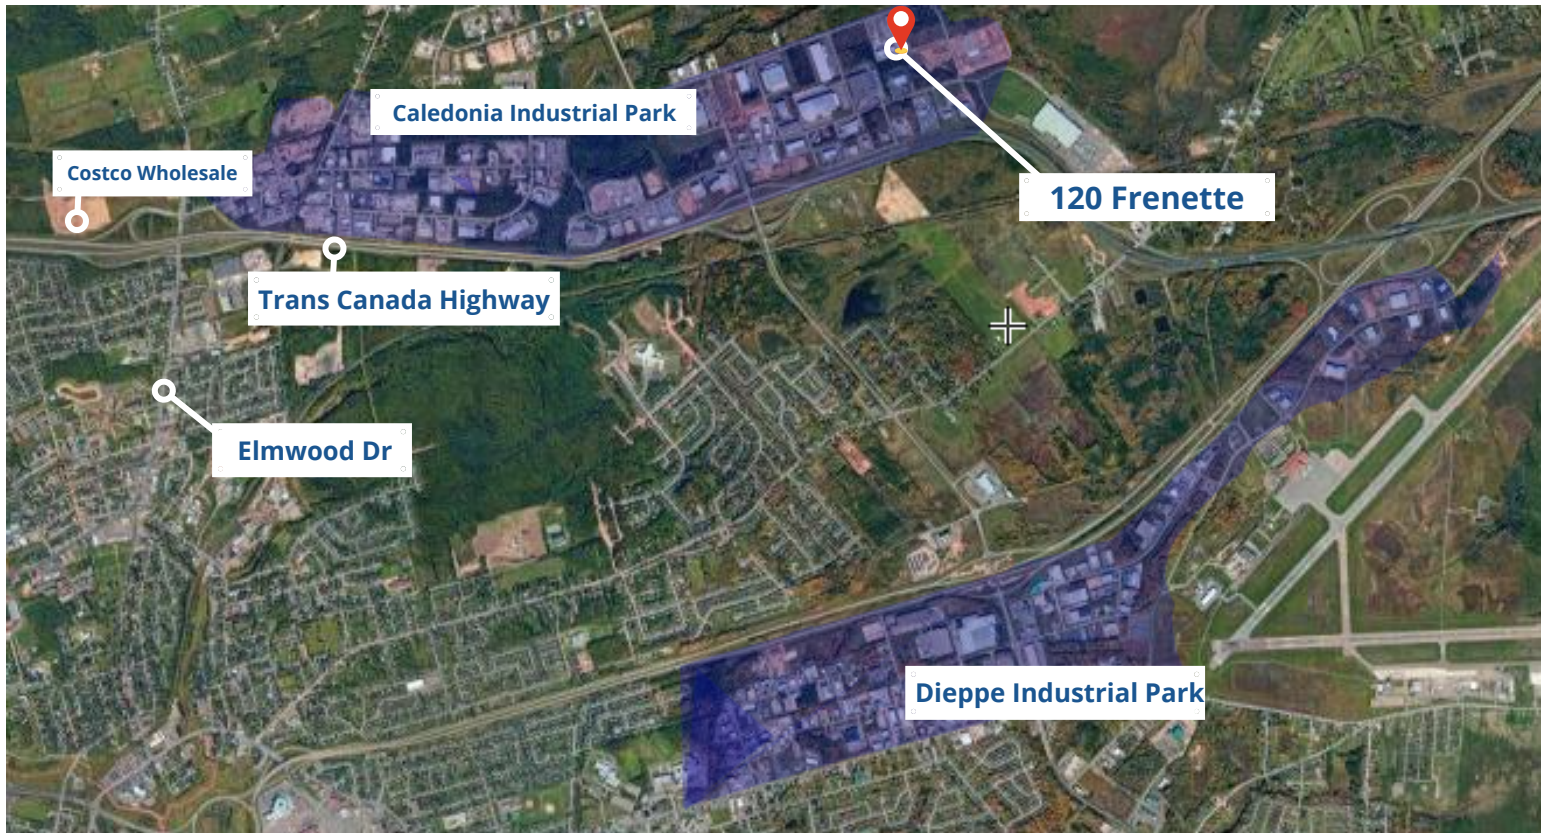 Caledonia Industrial Park
Costco Wholesale
120 Frenette
Trans Canada Highway
Elmwood Dr
Dieppe Industrial Park